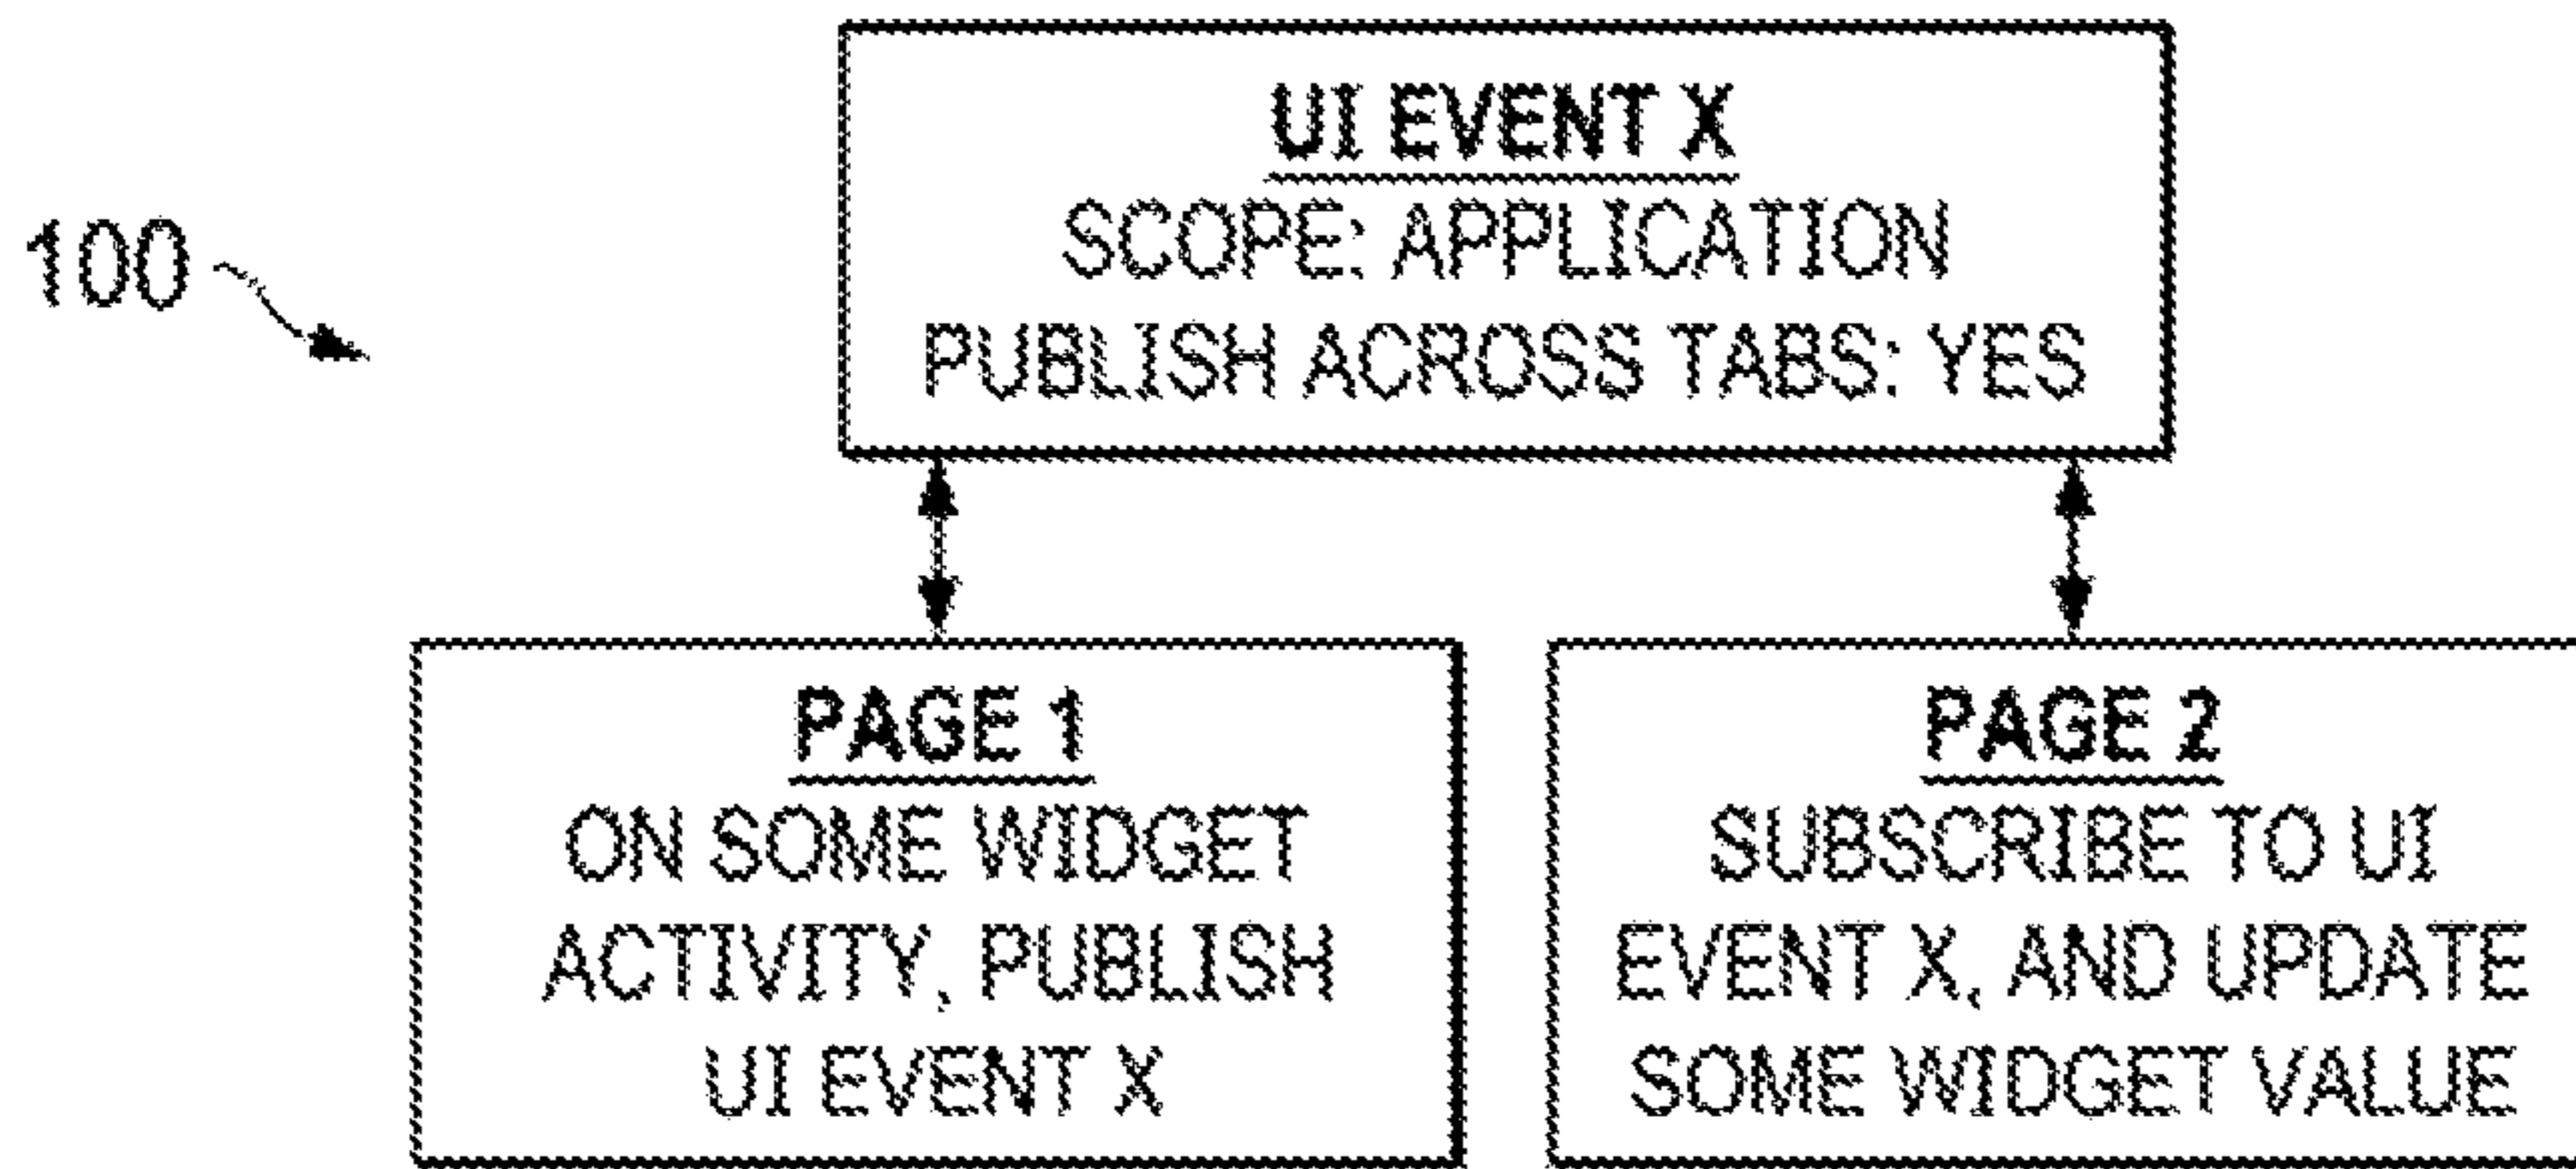 UI EVENT X
SCOPE: APPLICATION
PUBLISH ACROSS TABS: YES
100
PAGE 1
ON SOME WIDGET
ACTIVITY, PUBLISH
UI EVENT X
PAGE 2
SUBSCRIBE TO UI
EVENT X, AND UPDATE
SOME WIDGET VALUE